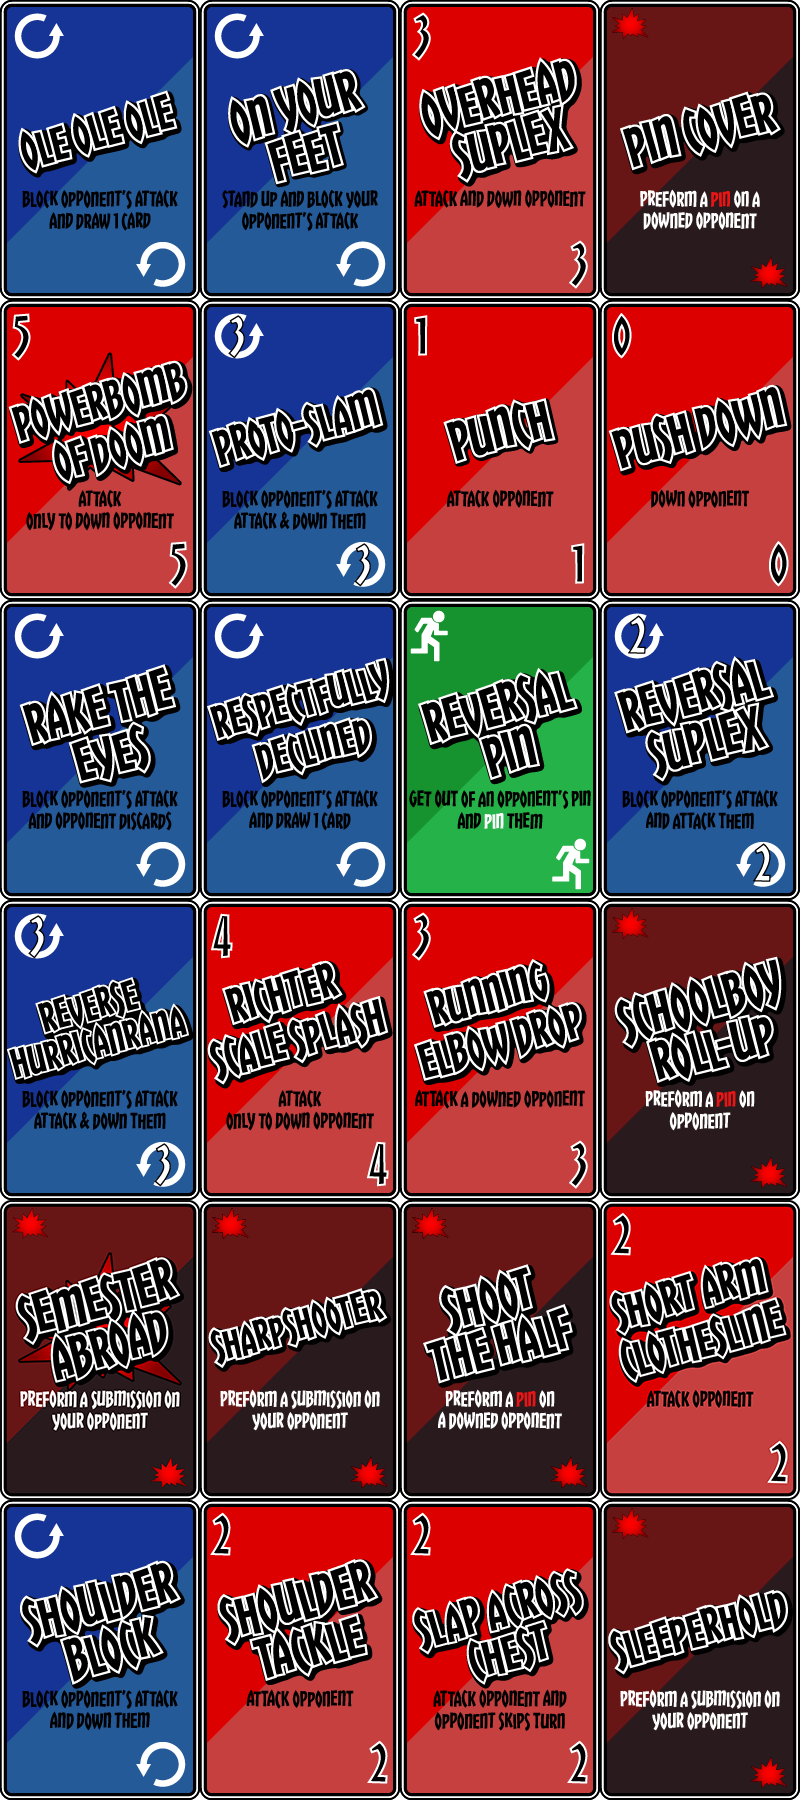 OLE OLE OLE
BLOCK OPPONENT'S ATTACK
AND DRAW 1 CARD
ON YOUR
FEET
STAND UP AND BLOCK YOUR
OPPONENT'S ATTACK
3
OVERHEAD
SUPLEX
ATTACK AND DOWN OPPONENT
3
PIN COVER
PREFORM A PIN ON A
DOWNED OPPONENT
5
POWERBOMB
OF DOOM
ATTACK
ONLY TO DOWN OPPONENT
5
3
PROTO-SLAM
BLOCK OPPONENT'S ATTACK
ATTACK & DOWN THEM
3
1
PUNCH
ATTACK OPPONENT
1
0
PUSH DOWN
DOWN OPPONENT
0
RAKE THE
EYES
BLOCK OPPONENT'S ATTACK
AND OPPONENT DISCARDS
RESPECTFULLY
DECLINED
BLOCK OPPONENT'S ATTACK
AND DRAW 1 CARD
REVERSAL
PIN
GET OUT OF AN OPPONENT'S PIN
AND PIN THEM
2
REVERSAL
SUPLEX
BLOCK OPPONENT'S ATTACK
AND ATTACK THEM
2
3
REVERSE
HURRICANRANA
BLOCK OPPONENT'S ATTACK
ATTACK & DOWN THEM
3
4
RICHTER
SCALE SPLASH
ATTACK
ONLY TO DOWN OPPONENT
4
3
RUNNING
ELBOW DROP
ATTACK A DOWNED OPPONENT
3
SCHOOLBOY
ROLL-UP
PREFORM A PIN ON
OPPONENT
SEMESTER
ABROAD
PREFORM A SUBMISSION ON
YOUR OPPONENT
SHARPSHOOTER
PREFORM A SUBMISSION ON
YOUR OPPONENT
SHOOT
THE HALF
PREFORM A PIN ON
A DOWNED OPPONENT
2
SHORT ARM
CLOTHESLINE
ATTACK OPPONENT
2
SHOULDER
BLOCK
BLOCK OPPONENT'S ATTACK
AND DOWN THEM
2
SHOULDER
TACKLE
ATTACK OPPONENT
2
2
SLAP ACROSS
CHEST
ATTACK OPPONENT AND
OPPONENT SKIPS TURN
2
SLEEPERHOLD
PREFORM A SUBMISSION ON
YOUR OPPONENT